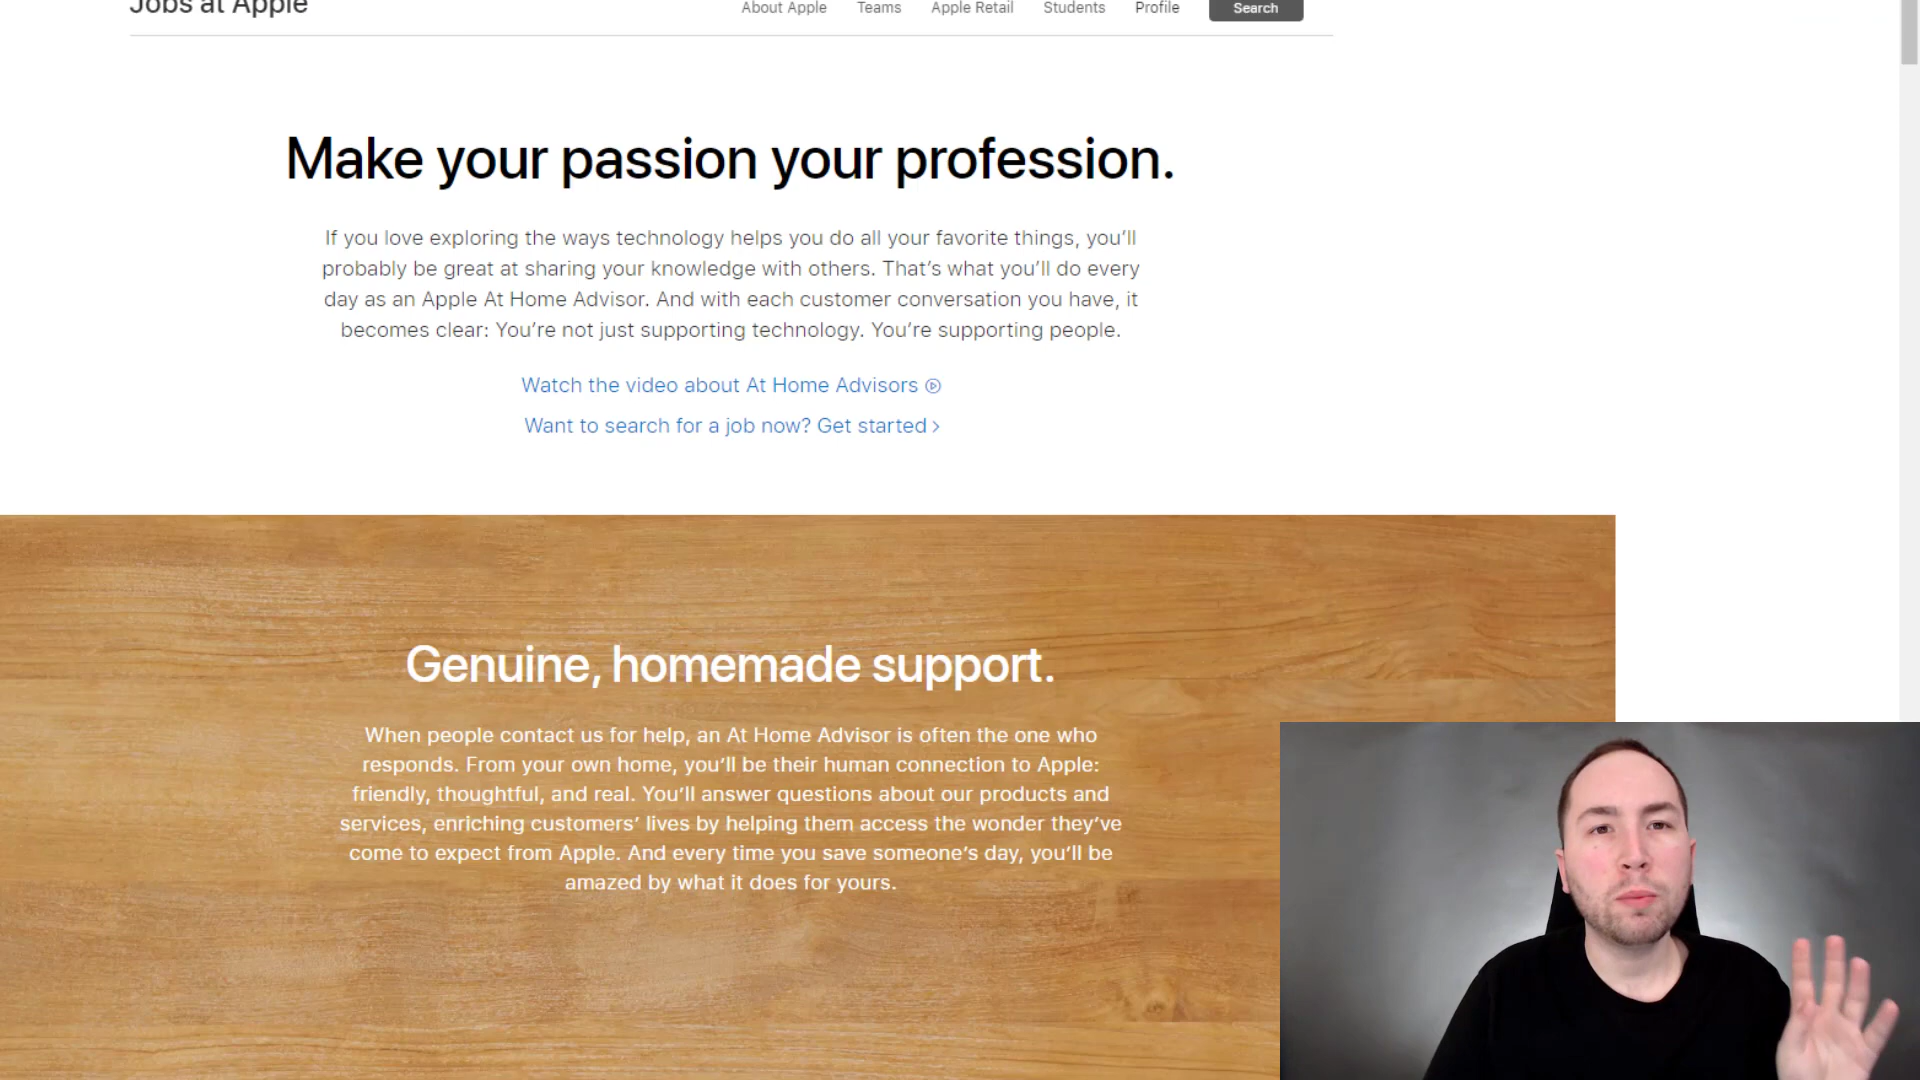 Jobs at Apple
About Apple Teams Apple Retail Students Profile Search
Make your passion your profession.
If you love exploring the ways technology helps you do all your favorite things, you’ll
probably be great at sharing your knowledge with others. That’s what you’ll do every
day as an Apple At Home Advisor. And with each customer conversation you have, it
becomes clear: You’re not just supporting technology. You’re supporting people.
Watch the video about At Home Advisors
Want to search for a job now? Get started >
Genuine, homemade support.
When people contact us for help, an At Home Advisor is often the one who
responds. From your own home, you’ll be their human connection to Apple:
friendly, thoughtful, and real. You’ll answer questions about our products and
services, enriching customers’ lives by helping them access the wonder they’ve
come to expect from Apple. And every time you save someone’s day, you’ll be
amazed by what it does for yours.